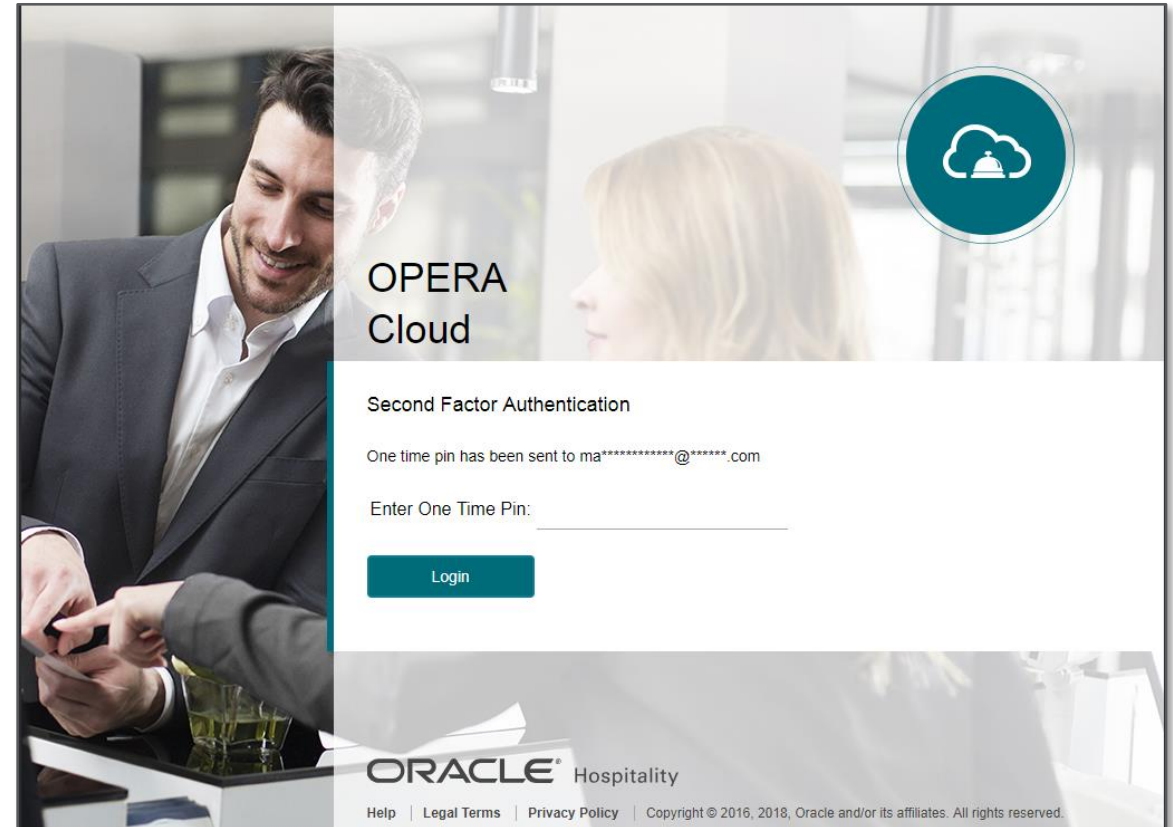 OPERA
Cloud
Second Factor Authentication
One time pin has been sent to ma************@******.com
Enter One Time Pin:
Login
ORACLE® Hospitality
Help | Legal Terms | Privacy Policy | Copyright © 2016, 2018, Oracle and/or its affiliates. All rights reserved.